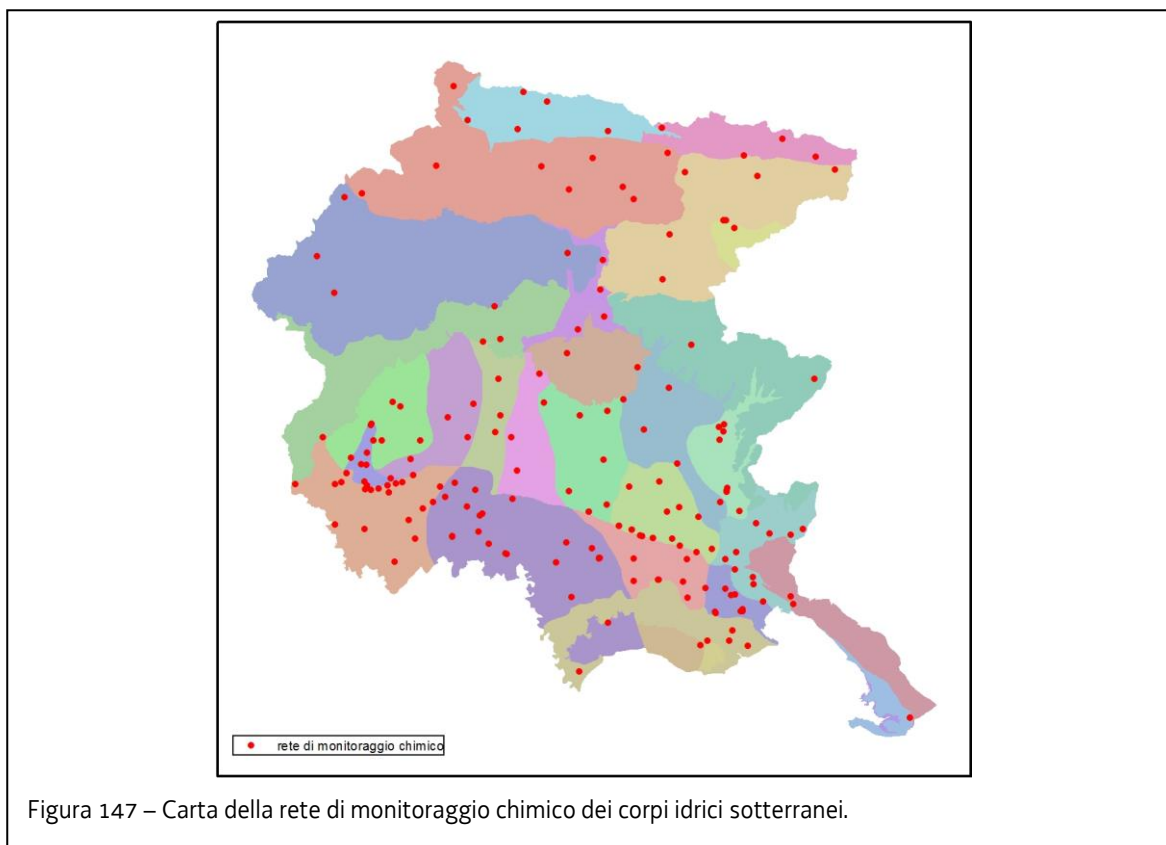 rete di monitoraggio chimico
Figura 147 – Carta della rete di monitoraggio chimico dei corpi idrici sotterranei.